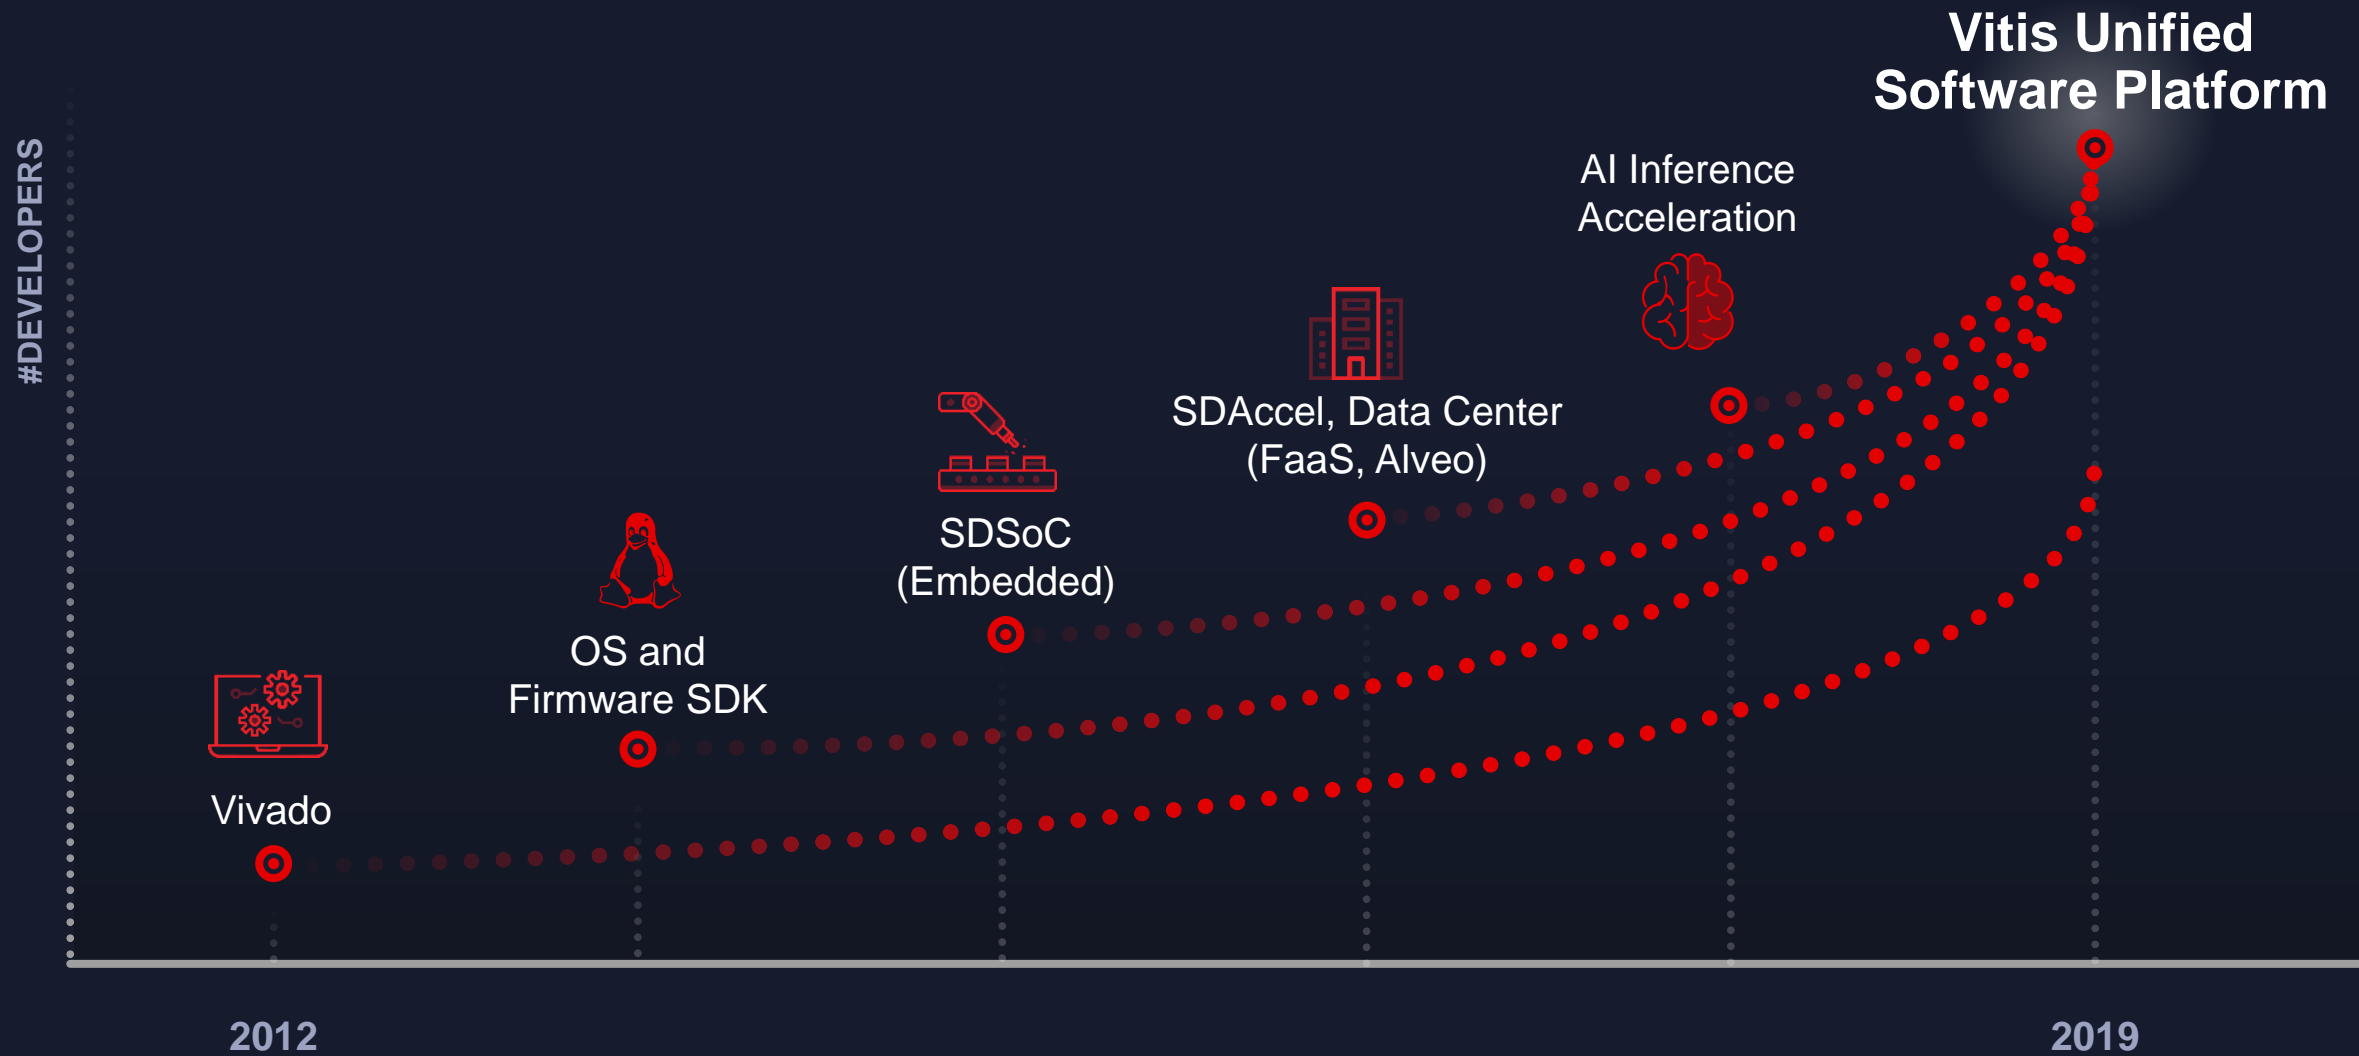 Vitis Unified
Software Platform
#DEVELOPERS
AI Inference
Acceleration
SDAccel, Data Center
(FaaS, Alveo)
SDSoC
(Embedded)
OS and
Firmware SDK
Vivado
2012
2019